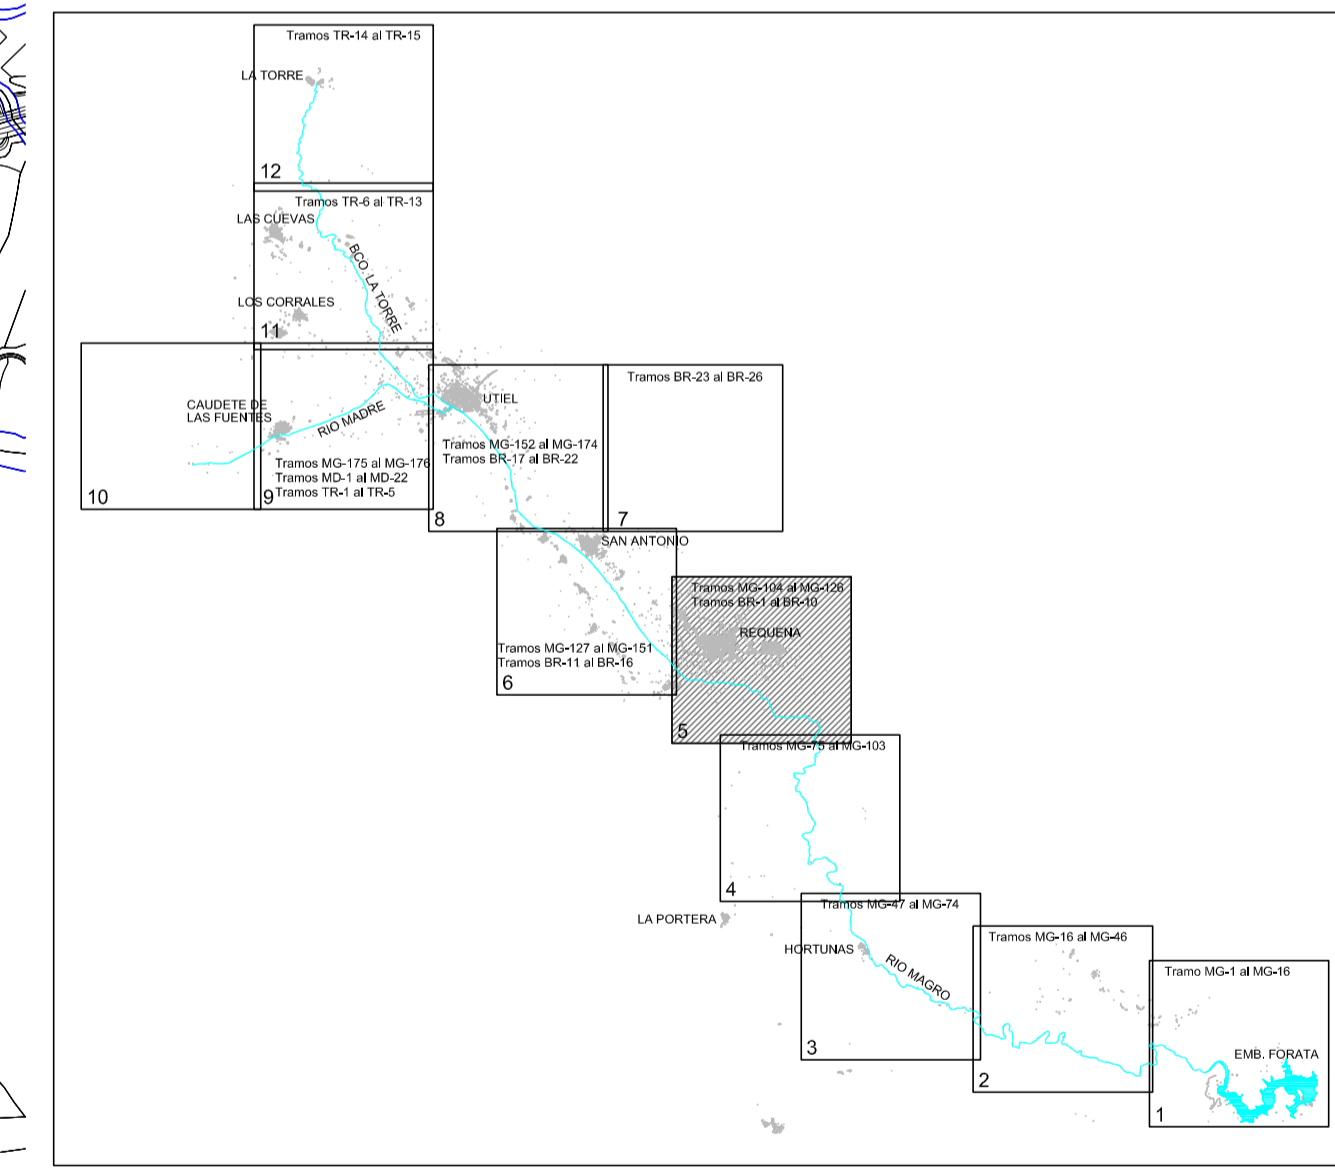 Tramos TR-14 al TR-15
LA TORRE
12
Tramos TR-6 al TR-13
LAS CUEVAS
BCO. LA TORRE
LOS CORRALES
11
Tramos BR-23 al BR-26
CAUDETE DE
LAS FUENTES
RIO MADRE
UTIEL
Tramos MG-152 al MG-174
Tramos BR-17 al BR-22
Tramos MG-175 al MG-176
Tramos MD-1 al MD-22
Tramos TR-1 al TR-5
10
9
8
7
SAN ANTONIO
Tramos MG-104 al MG-126
Tramos BR-1 al BR-10
REQUENA
Tramos MG-127 al MG-151
Tramos BR-11 al BR-16
6
5
Tramos MG-75 al MG-103
4
Tramos MG-47 al MG-74
LA PORTERA
HORTUNAS
RIO MAGRO
Tramos MG-16 al MG-46
Tramo MG-1 al MG-16
3
EMB. FORATA
2
1